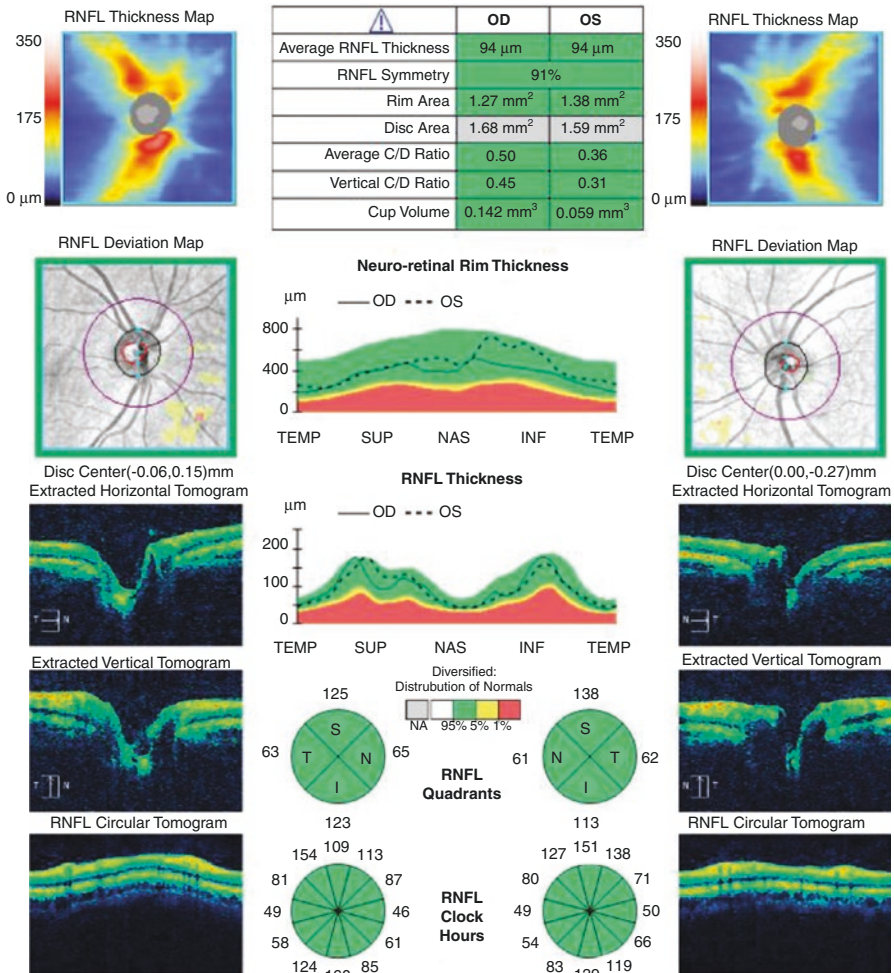 RNFL Thickness Map
350
175
0 µm
OD OS
Average RNFL Thickness 94 µm 94 µm
RNFL Symmetry 91%
Rim Area 1.27 mm² 1.38 mm²
Disc Area 1.68 mm² 1.59 mm²
Average C/D Ratio 0.50 0.36
Vertical C/D Ratio 0.45 0.31
Cup Volume 0.142 mm³ 0.059 mm³
RNFL Thickness Map
350
175
0 µm
RNFL Deviation Map
Disc Center(-0.06,0.15)mm
Neuro-retinal Rim Thickness
µm
OD OS
800
400
0
TEMP SUP NAS INF TEMP
RNFL Deviation Map
Disc Center(0.00,-0.27)mm
Extracted Horizontal Tomogram
T N
RNFL Thickness
µm
OD OS
200
100
0
TEMP SUP NAS INF TEMP
Extracted Horizontal Tomogram
N T
Extracted Vertical Tomogram
T N
Diversified:
Distrubution of Normals
NA 95% 5% 1%
125
63 S T N I 65
123
RNFL
Quadrants
138
61 S N T I 62
113
Extracted Vertical Tomogram
N T
RNFL Circular Tomogram
109
154 113
81 87
49 46
58 61
124 85
RNFL
Clock
Hours
151
127 138
80 71
49 50
54 66
83 119
RNFL Circular Tomogram